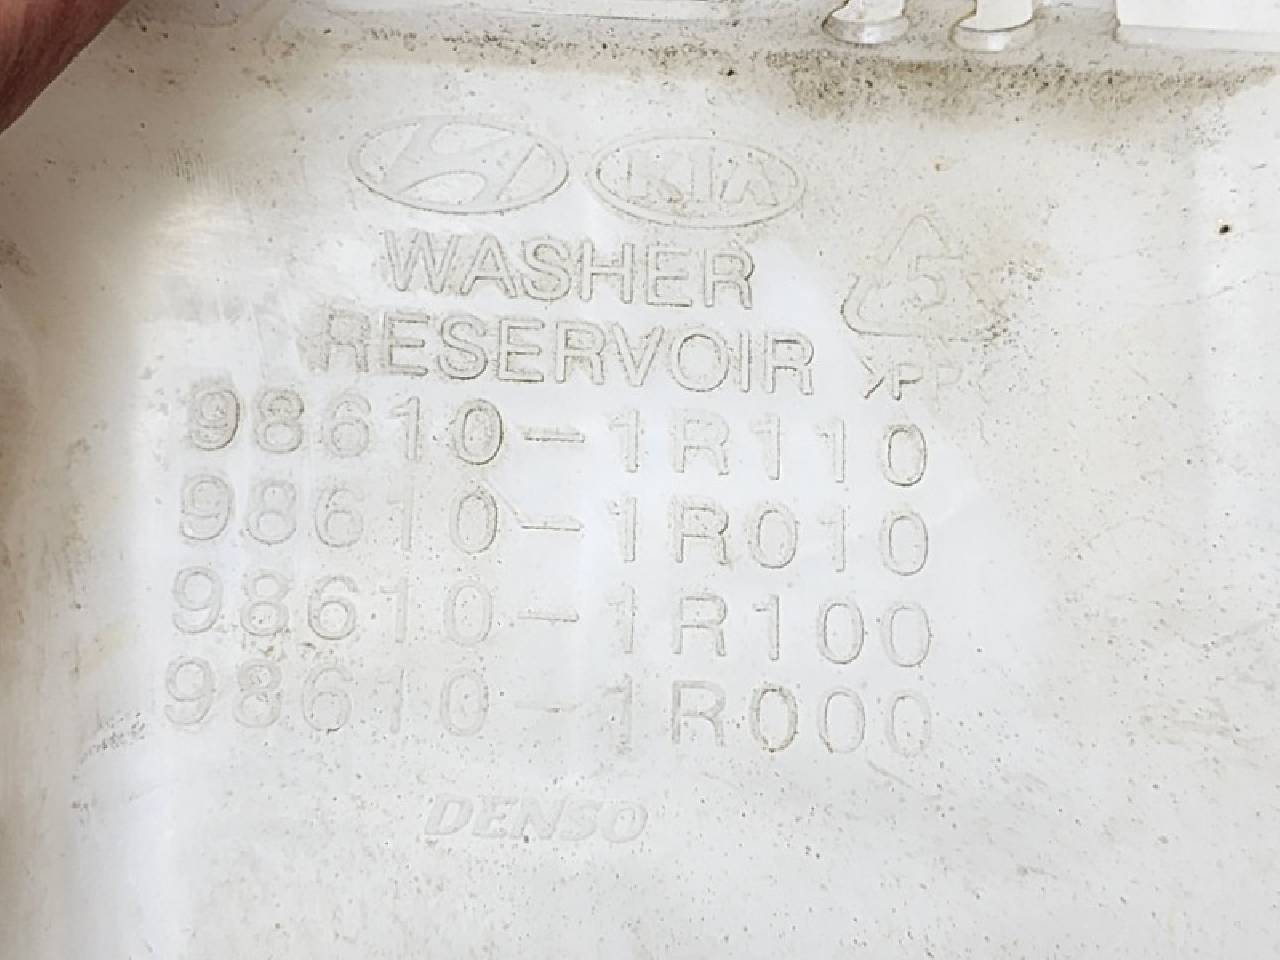 KIA
WASHER
RESERVOIR
5
>PP<
98610-1R110
98610-1R010
98610-1R100
98610-1R000
DENSO